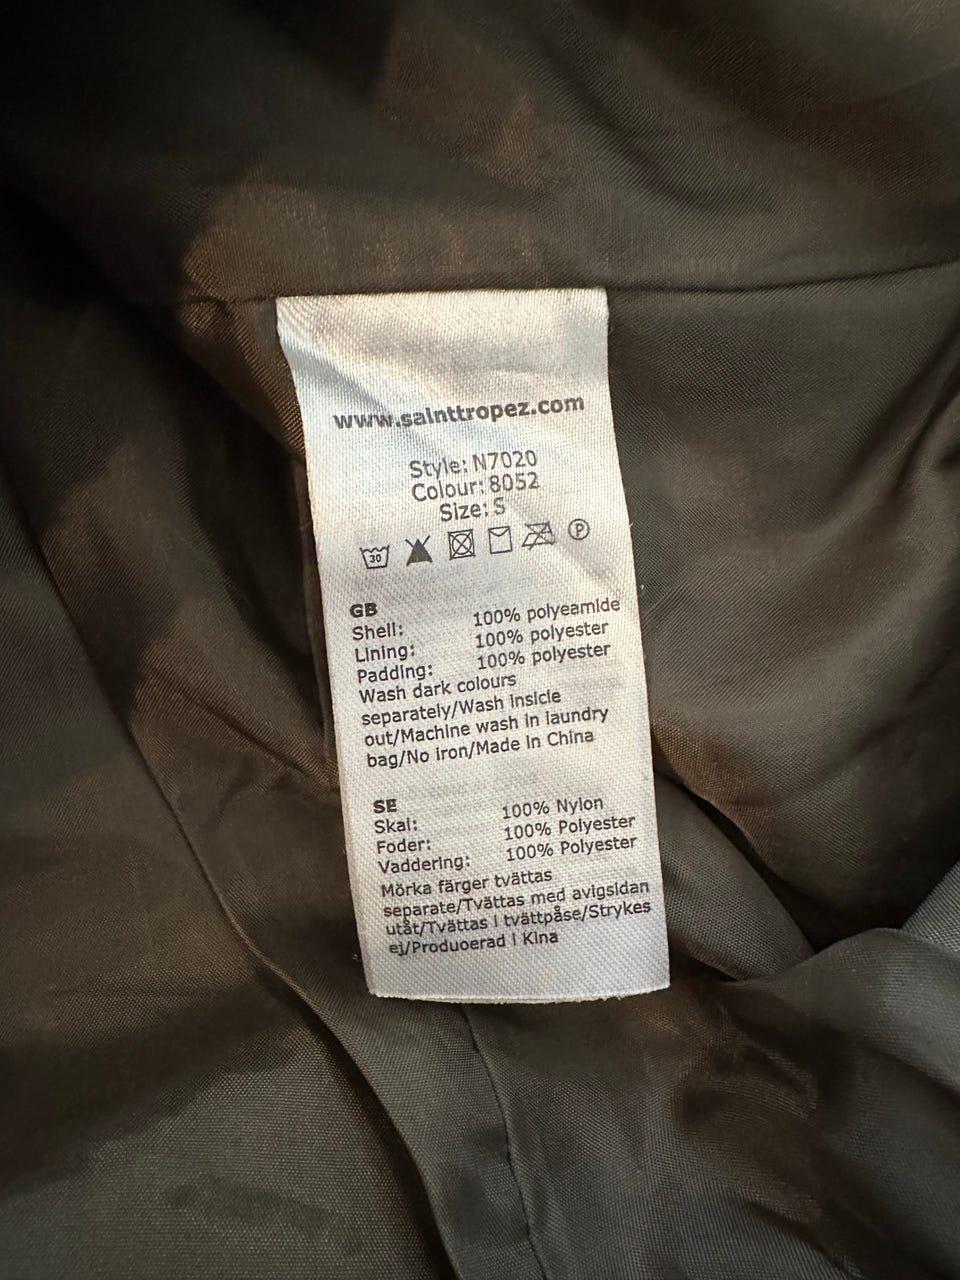 www.sainttropez.com
Style: N7020
Colour: 8052
Size: S
30
P
GB
Shell: 100% polyeamide
Lining: 100% polyester
Padding: 100% polyester
Wash dark colours
separately/Wash inside
out/Machine wash in laundry
bag/No iron/Made in China
SE
Skal: 100% Nylon
Foder: 100% Polyester
Vaddering: 100% Polyester
Mörka färger tvättas
separate/Tvättas med avigsidan
utåt/Tvättas i tvättpåse/Strykes
ej/Produoerad i Kina